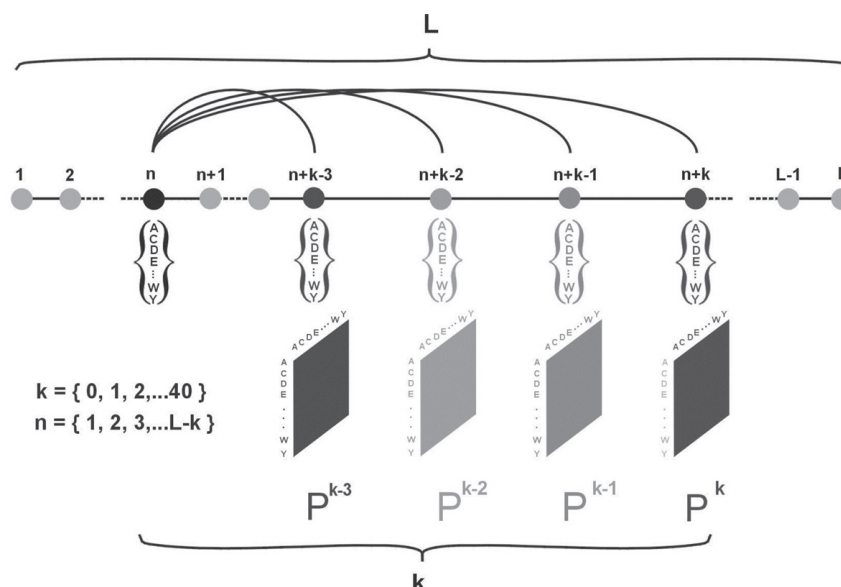 L
1 2 n n+1 n+k-3 n+k-2 n+k-1 n+k L-1
A C D E ... W Y
A C D E ... W Y
A C D E ... W Y
A C D E ... W Y
A C D E ... W Y
A C D E ... W Y
A C D E ... W Y
A C D E ... W Y
A C D E ... W Y
A C D E . . . W Y
A C D E . . . W Y
A C D E . . . W Y
A C D E . . . W Y
k = { 0, 1, 2,...40 }
n = { 1, 2, 3,...L-k }
P^k-3 P^k-2 P^k-1 P^k
k